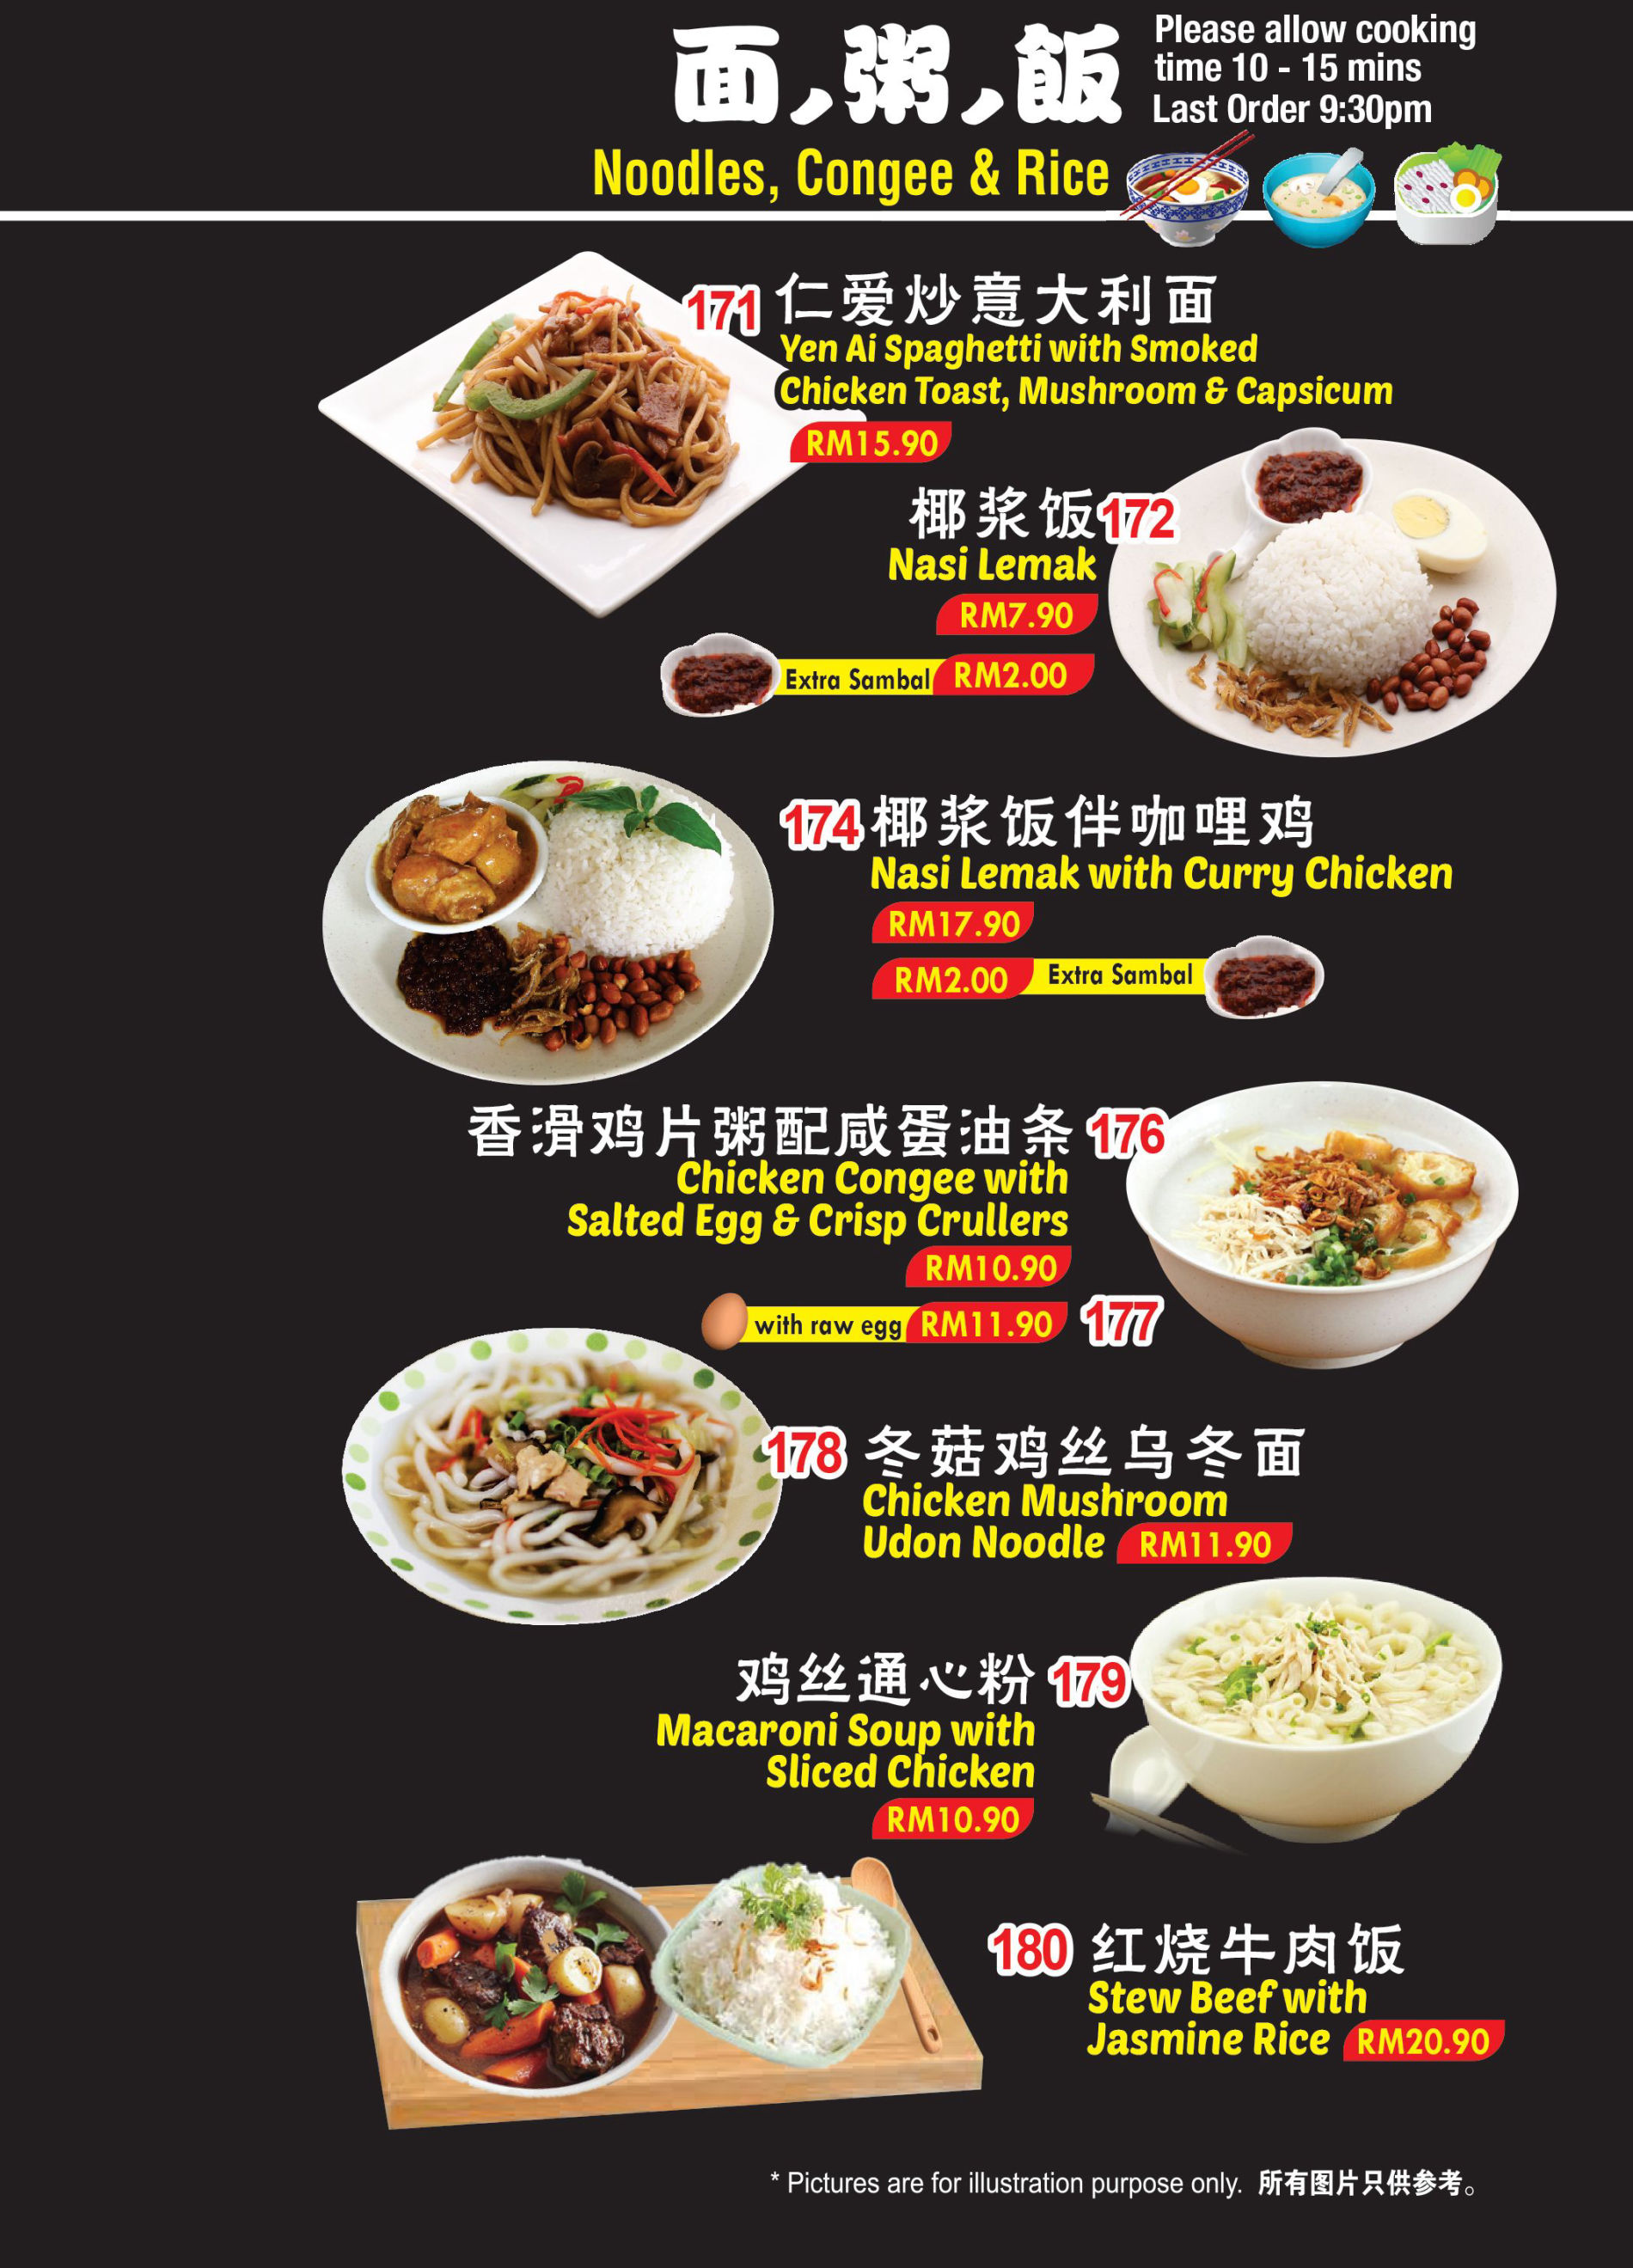 面,粥,飯
Please allow cooking
time 10 - 15 mins
Last Order 9:30pm
Noodles, Congee & Rice
171 仁爱炒意大利面
Yen Ai Spaghetti with Smoked
Chicken Toast, Mushroom & Capsicum
RM15.90
椰浆饭 172
Nasi Lemak
RM7.90
Extra Sambal RM2.00
174 椰浆饭伴咖哩鸡
Nasi Lemak with Curry Chicken
RM17.90
RM2.00 Extra Sambal
香滑鸡片粥配咸蛋油条 176
Chicken Congee with
Salted Egg & Crisp Crullers
RM10.90
with raw egg RM11.90 177
178 冬菇鸡丝乌冬面
Chicken Mushroom
Udon Noodle RM11.90
鸡丝通心粉 179
Macaroni Soup with
Sliced Chicken
RM10.90
180 红烧牛肉饭
Stew Beef with
Jasmine Rice RM20.90
* Pictures are for illustration purpose only. 所有图片只供参考。